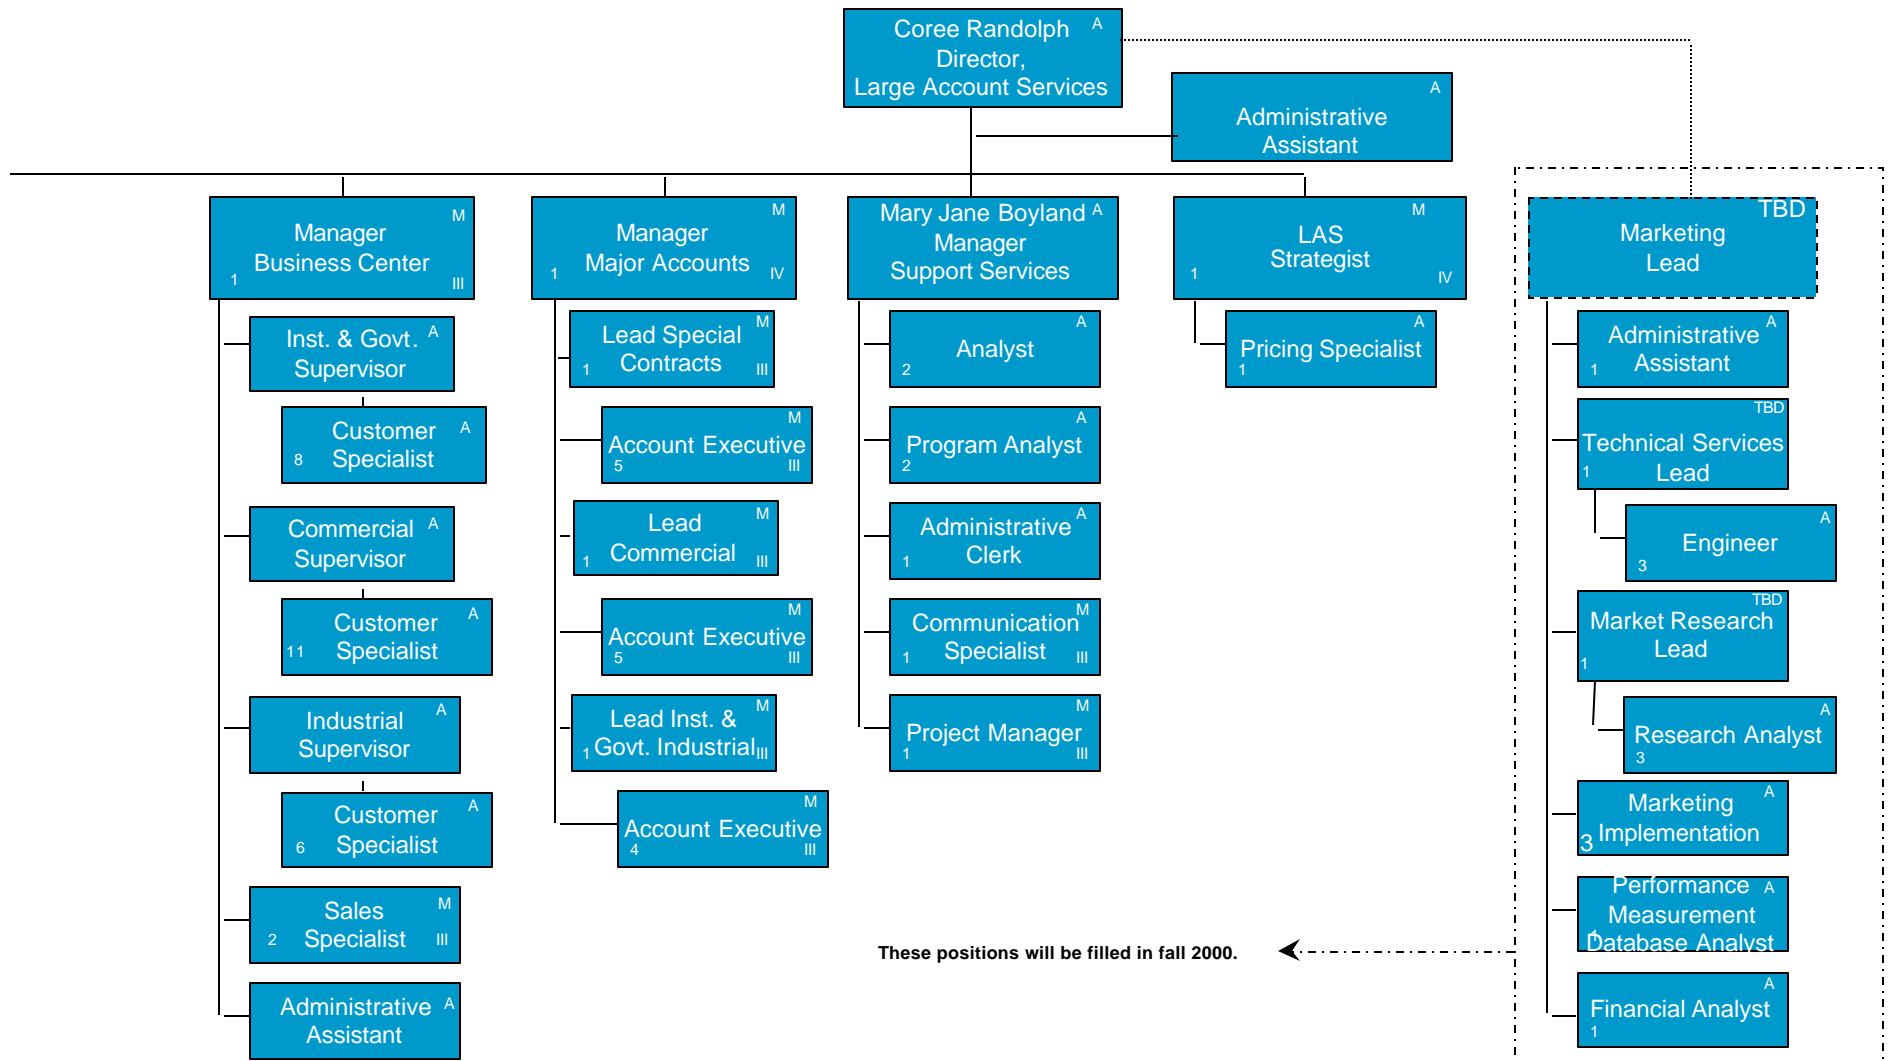 Coree Randolph A
Director,
Large Account Services
A
Administrative
Assistant
M
Manager
Business Center
1
III
M
Manager
Major Accounts
1
IV
Mary Jane Boyland A
Manager
Support Services
M
LAS
Strategist
1
IV
TBD
Marketing
Lead
Inst. & Govt. A
Supervisor
Customer A
8 Specialist
Commercial A
Supervisor
Customer A
11 Specialist
Industrial A
Supervisor
Customer A
6 Specialist
Sales M
2 Specialist III
Administrative A
Assistant
M
Lead Special
1 Contracts III
M
Account Executive
5 III
Lead M
Commercial
1 III
M
Account Executive
5 III
M
Lead Inst. &
1 Govt. Industrial III
M
Account Executive
4 III
A
Analyst
2
A
Program Analyst
2
A
Administrative
Clerk
1
M
Communication
1 Specialist III
M
Project Manager
1 III
A
Pricing Specialist
1
A
Administrative
1 Assistant
TBD
Technical Services
1 Lead
A
Engineer
3
TBD
Market Research
Lead
1
A
Research Analyst
3
Marketing A
Implementation
3
Performance A
Measurement
1
Database Analyst
A
Financial Analyst
1
These positions will be filled in fall 2000.